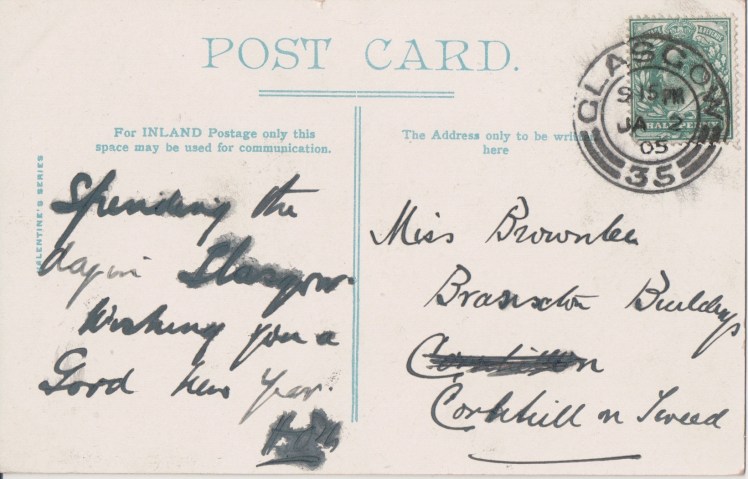 POST CARD.
For INLAND Postage only this
space may be used for communication.
The Address only to be
here
VALENTINE'S SERIES
GLASGOW
9 15 PM
JA 2
05
35
HALFPENNY
Spending the
day in Glasgow
Wishing you a
Good New Year.
Miss Brownlee
Branxton Buildings
Cornhill on Tweed